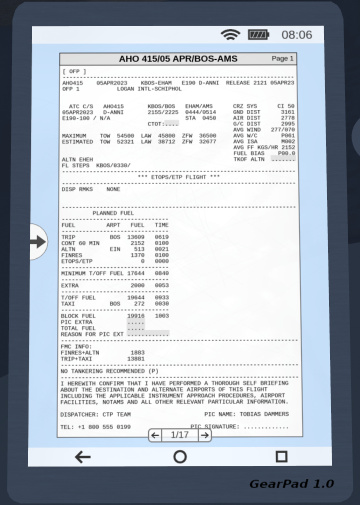 08:06
AHO 415/05 APR/BOS-AMS Page 1
[ OFP ]
AHO415 05APR2023 KBOS-EHAM E190 D-ANNI RELEASE 2121 05APR23
OFP 1 LOGAN INTL-SCHIPHOL
ATC C/S AHO415 KBOS/BOS EHAM/AMS CRZ SYS CI 50
05APR2023 D-ANNI 2155/2225 0444/0514 GND DIST 3161
E190-100 / N/A STA 0450 AIR DIST 2778
G/C DIST 2995
CTOT:..... AVG WIND 277/070
MAXIMUM TOW 54500 LAW 45800 ZFW 36500 AVG W/C P061
ESTIMATED TOW 52321 LAW 38712 ZFW 32677 AVG ISA M002
AVG FF KGS/HR 2152
FUEL BIAS P00.0
ALTN EHEH TKOF ALTN .......
FL STEPS KBOS/0330/
*** ETOPS/ETP FLIGHT ***
DISP RMKS NONE
PLANNED FUEL
FUEL ARPT FUEL TIME
TRIP BOS 13609 0619
CONT 60 MIN 2152 0100
ALTN EIN 513 0021
FINRES 1370 0100
ETOPS/ETP 0 0000
MINIMUM T/OFF FUEL 17644 0840
EXTRA 2000 0053
T/OFF FUEL 19644 0933
TAXI BOS 272 0030
BLOCK FUEL 19916 1003
PIC EXTRA .....
TOTAL FUEL .....
REASON FOR PIC EXT ............
FMC INFO:
FINRES+ALTN 1883
TRIP+TAXI 13881
NO TANKERING RECOMMENDED (P)
I HEREWITH CONFIRM THAT I HAVE PERFORMED A THOROUGH SELF BRIEFING
ABOUT THE DESTINATION AND ALTERNATE AIRPORTS OF THIS FLIGHT
INCLUDING THE APPLICABLE INSTRUMENT APPROACH PROCEDURES, AIRPORT
FACILITIES, NOTAMS AND ALL OTHER RELEVANT PARTICULAR INFORMATION.
DISPATCHER: CTP TEAM PIC NAME: TOBIAS DAMMERS
TEL: +1 800 555 0199 PIC SIGNATURE: .............
1/17
GearPad 1.0